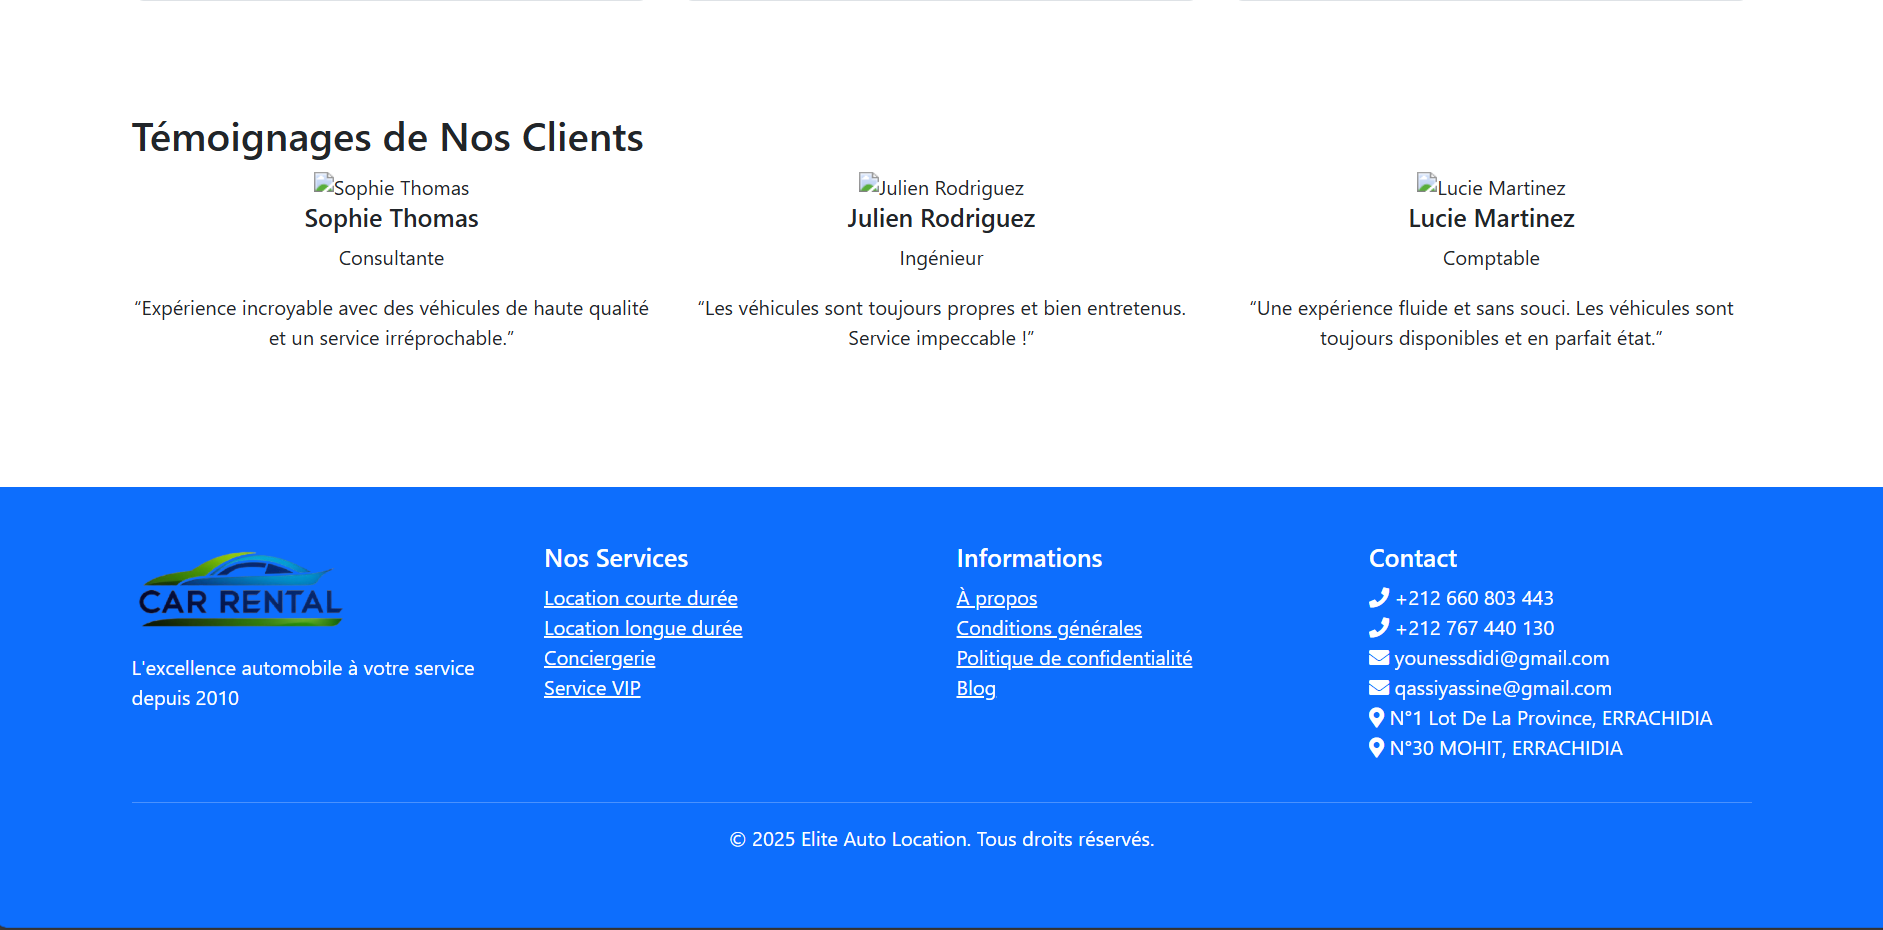 Témoignages de Nos Clients
Sophie Thomas
Sophie Thomas
Consultante
“Expérience incroyable avec des véhicules de haute qualité
et un service irréprochable.”
Julien Rodriguez
Julien Rodriguez
Ingénieur
“Les véhicules sont toujours propres et bien entretenus.
Service impeccable !”
Lucie Martinez
Lucie Martinez
Comptable
“Une expérience fluide et sans souci. Les véhicules sont
toujours disponibles et en parfait état.”
CAR RENTAL
L'excellence automobile à votre service
depuis 2010
Nos Services
Location courte durée
Location longue durée
Conciergerie
Service VIP
Informations
À propos
Conditions générales
Politique de confidentialité
Blog
Contact
+212 660 803 443
+212 767 440 130
younessdidi@gmail.com
qassiyassine@gmail.com
N°1 Lot De La Province, ERRACHIDIA
N°30 MOHIT, ERRACHIDIA
© 2025 Elite Auto Location. Tous droits réservés.